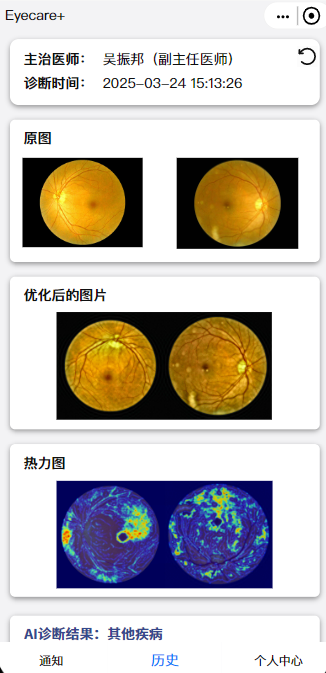 Eyecare+
主治医师： 吴振邦（副主任医师）
诊断时间： 2025-03-24 15:13:26
原图
优化后的图片
热力图
AI诊断结果：其他疾病
通知 历史 个人中心